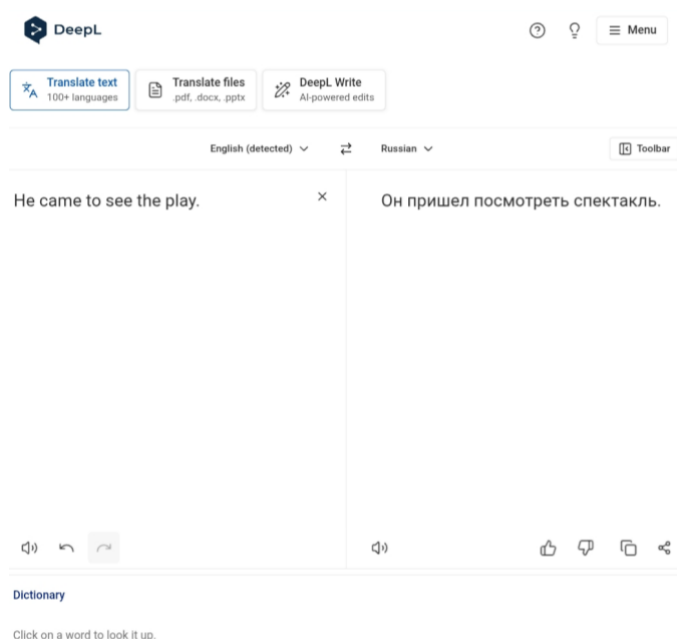 DeepL
Menu
Translate text
100+ languages
Translate files
.pdf, .docx, .pptx
DeepL Write
AI-powered edits
English (detected)
Russian
Toolbar
He came to see the play.
Он пришел посмотреть спектакль.
Dictionary
Click on a word to look it up.